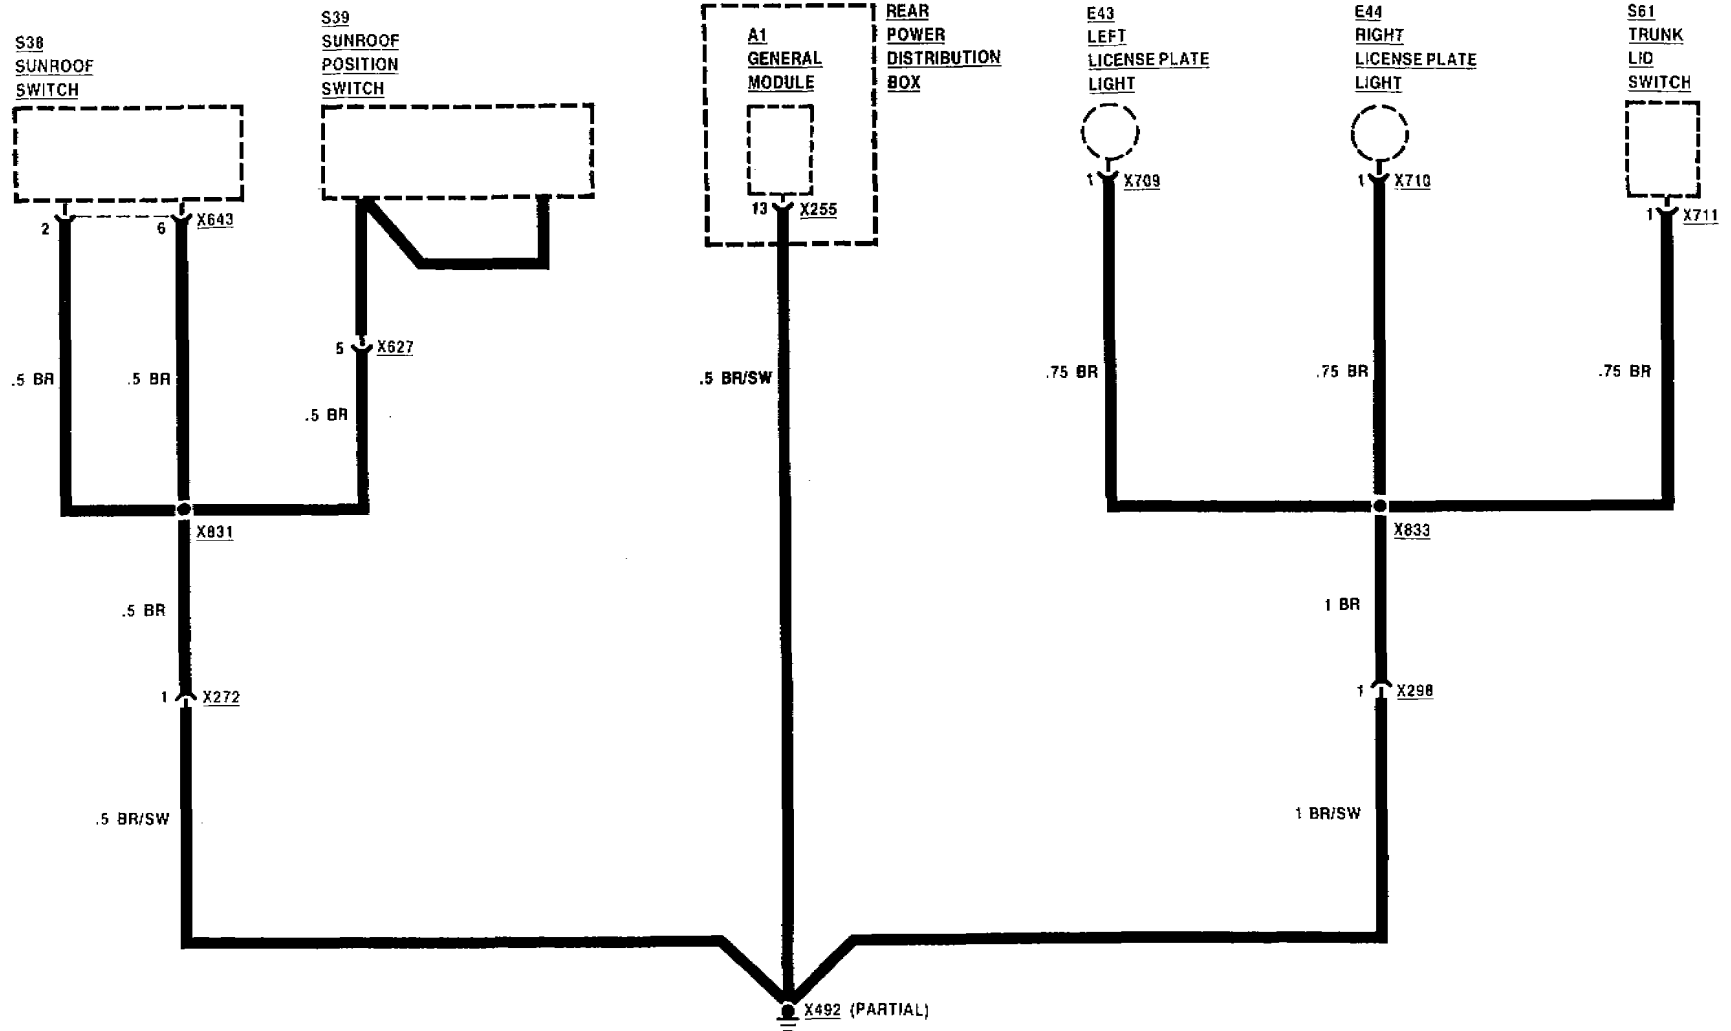 S38
SUNROOF
SWITCH
S39
SUNROOF
POSITION
SWITCH
A1
GENERAL
MODULE
REAR
POWER
DISTRIBUTION
BOX
E43
LEFT
LICENSE PLATE
LIGHT
E44
RIGHT
LICENSE PLATE
LIGHT
S61
TRUNK
LID
SWITCH
2
6 X643
13 X255
1 X709
1 X710
1 X711
5 X627
.5 BR
.5 BR
.5 BR
.5 BR/SW
.75 BR
.75 BR
.75 BR
X831
X833
.5 BR
1 BR
1 X272
1 X298
.5 BR/SW
1 BR/SW
X492 (PARTIAL)